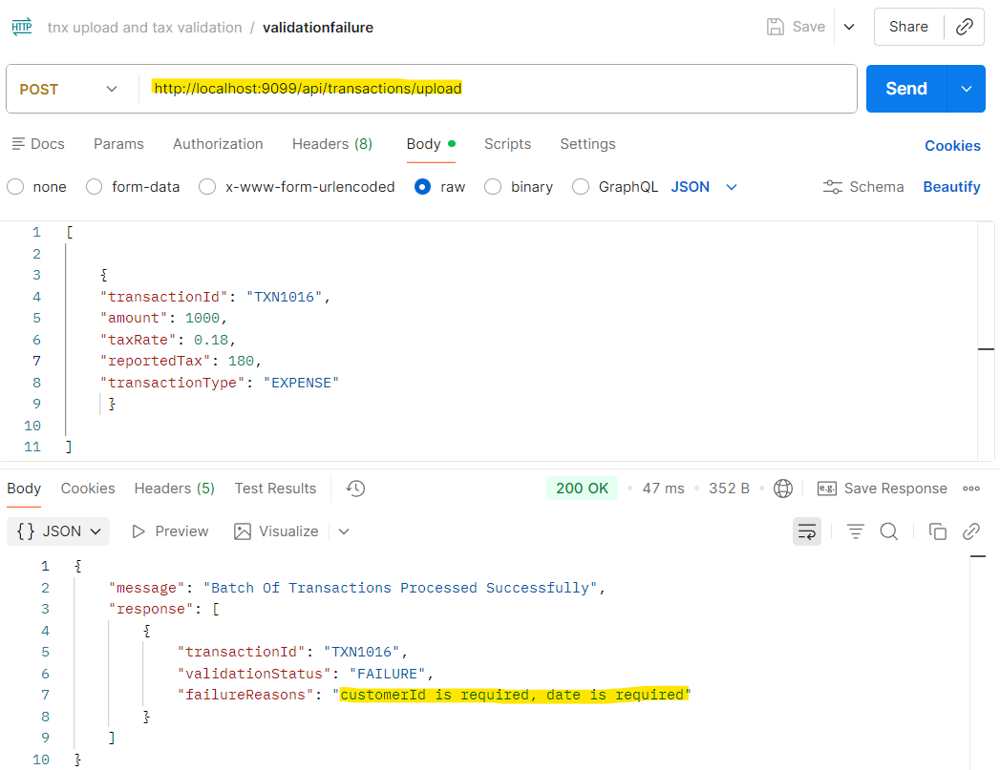 HTTP tnx upload and tax validation / validationfailure Save Share
POST http://localhost:9099/api/transactions/upload Send
Docs Params Authorization Headers (8) Body Scripts Settings Cookies
none form-data x-www-form-urlencoded raw binary GraphQL JSON Schema Beautify
1 [
2
3 {
4 "transactionId": "TXN1016",
5 "amount": 1000,
6 "taxRate": 0.18,
7 "reportedTax": 180,
8 "transactionType": "EXPENSE"
9 }
10
11 ]
Body Cookies Headers (5) Test Results 200 OK • 47 ms • 352 B • e.g. Save Response
{} JSON Preview Visualize
1 {
2 "message": "Batch Of Transactions Processed Successfully",
3 "response": [
4 {
5 "transactionId": "TXN1016",
6 "validationStatus": "FAILURE",
7 "failureReasons": "customerId is required, date is required"
8 }
9 ]
10 }